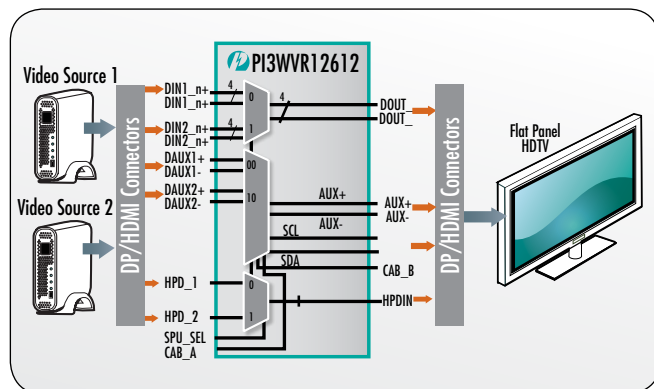 PI3WVR12612
Video Source 1
Video Source 2
DP/HDMI Connectors
DIN1_n+
DIN1_n+
DIN2_n+
DIN2_n+
DAUX1+
DAUX1-
DAUX2+
DAUX2-
HPD_1
HPD_2
SPU_SEL
CAB_A
4
4
0
1
00
10
0
1
4
AUX+
AUX-
SCL
SDA
DOUT_
DOUT_
AUX+
AUX-
CAB_B
HPDIN
DP/HDMI Connectors
Flat Panel
HDTV